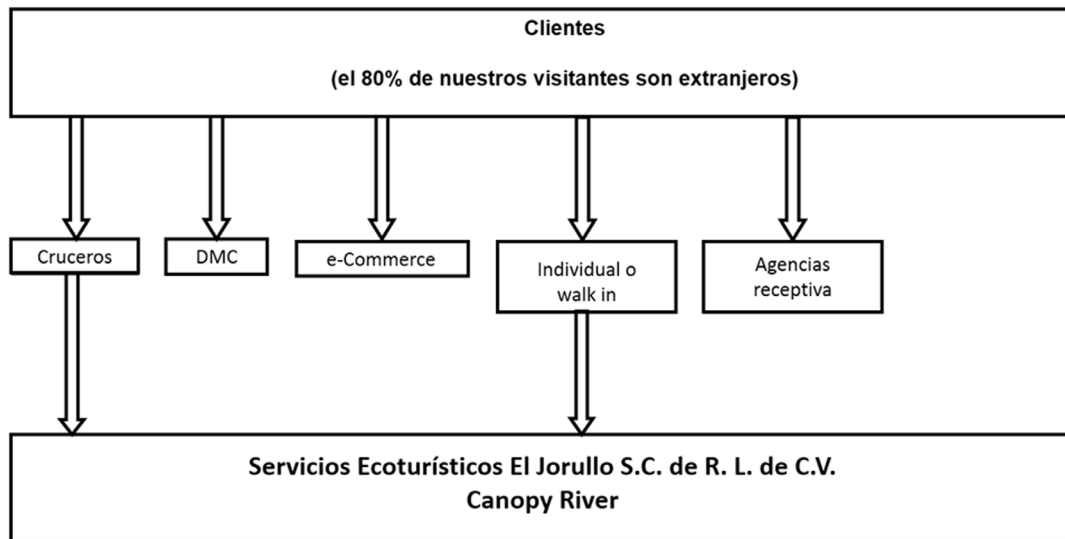 Clientes
(el 80% de nuestros visitantes son extranjeros)
Cruceros
DMC
e-Commerce
Individual o
walk in
Agencias
receptiva
Servicios Ecoturísticos El Jorullo S.C. de R. L. de C.V.
Canopy River